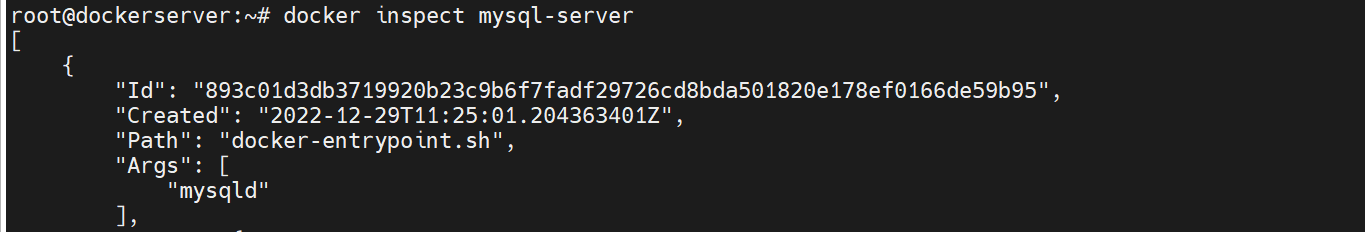 root@dockerserver:~# docker inspect mysql-server
[
    {
        "Id": "893c01d3db3719920b23c9b6f7fadf29726cd8bda501820e178ef0166de59b95",
        "Created": "2022-12-29T11:25:01.204363401Z",
        "Path": "docker-entrypoint.sh",
        "Args": [
            "mysqld"
        ],